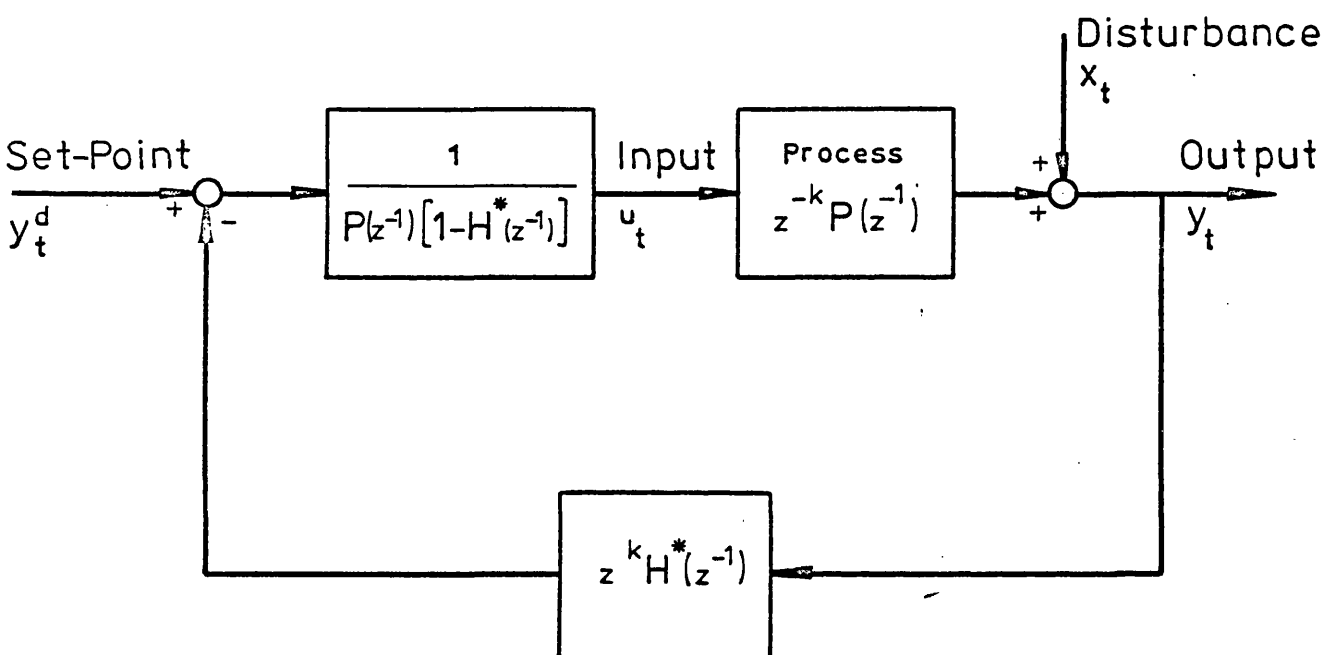 Disturbance
x_t
Set-Point
y_t^d
+
-
1
P(z⁻¹)[1-H*(z⁻¹)]
Input
u_t
Process
z^-k P(z⁻¹)
+
+
Output
y_t
z^k H*(z⁻¹)